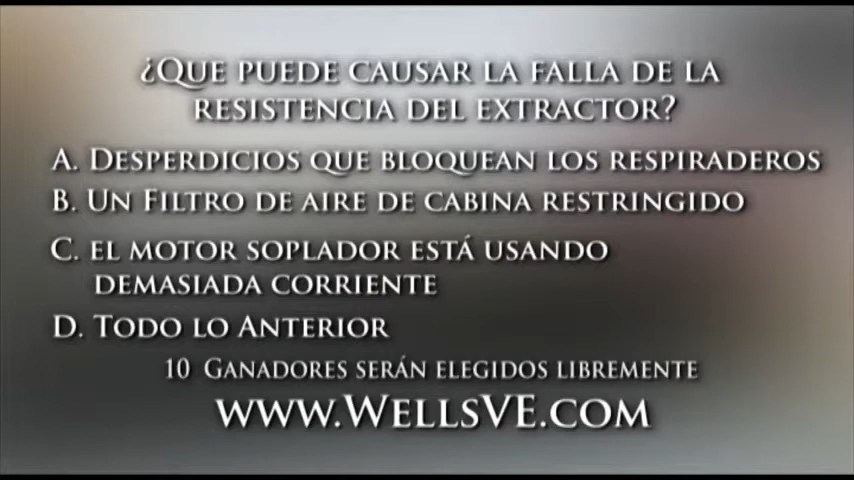 ¿Que puede causar la falla de la
resistencia del extractor?
A. Desperdicios que bloquean los respiraderos
B. Un Filtro de aire de cabina restringido
C. el motor soplador está usando
demasiada corriente
D. Todo lo Anterior
10 Ganadores serán elegidos libremente
www.WellsVE.com